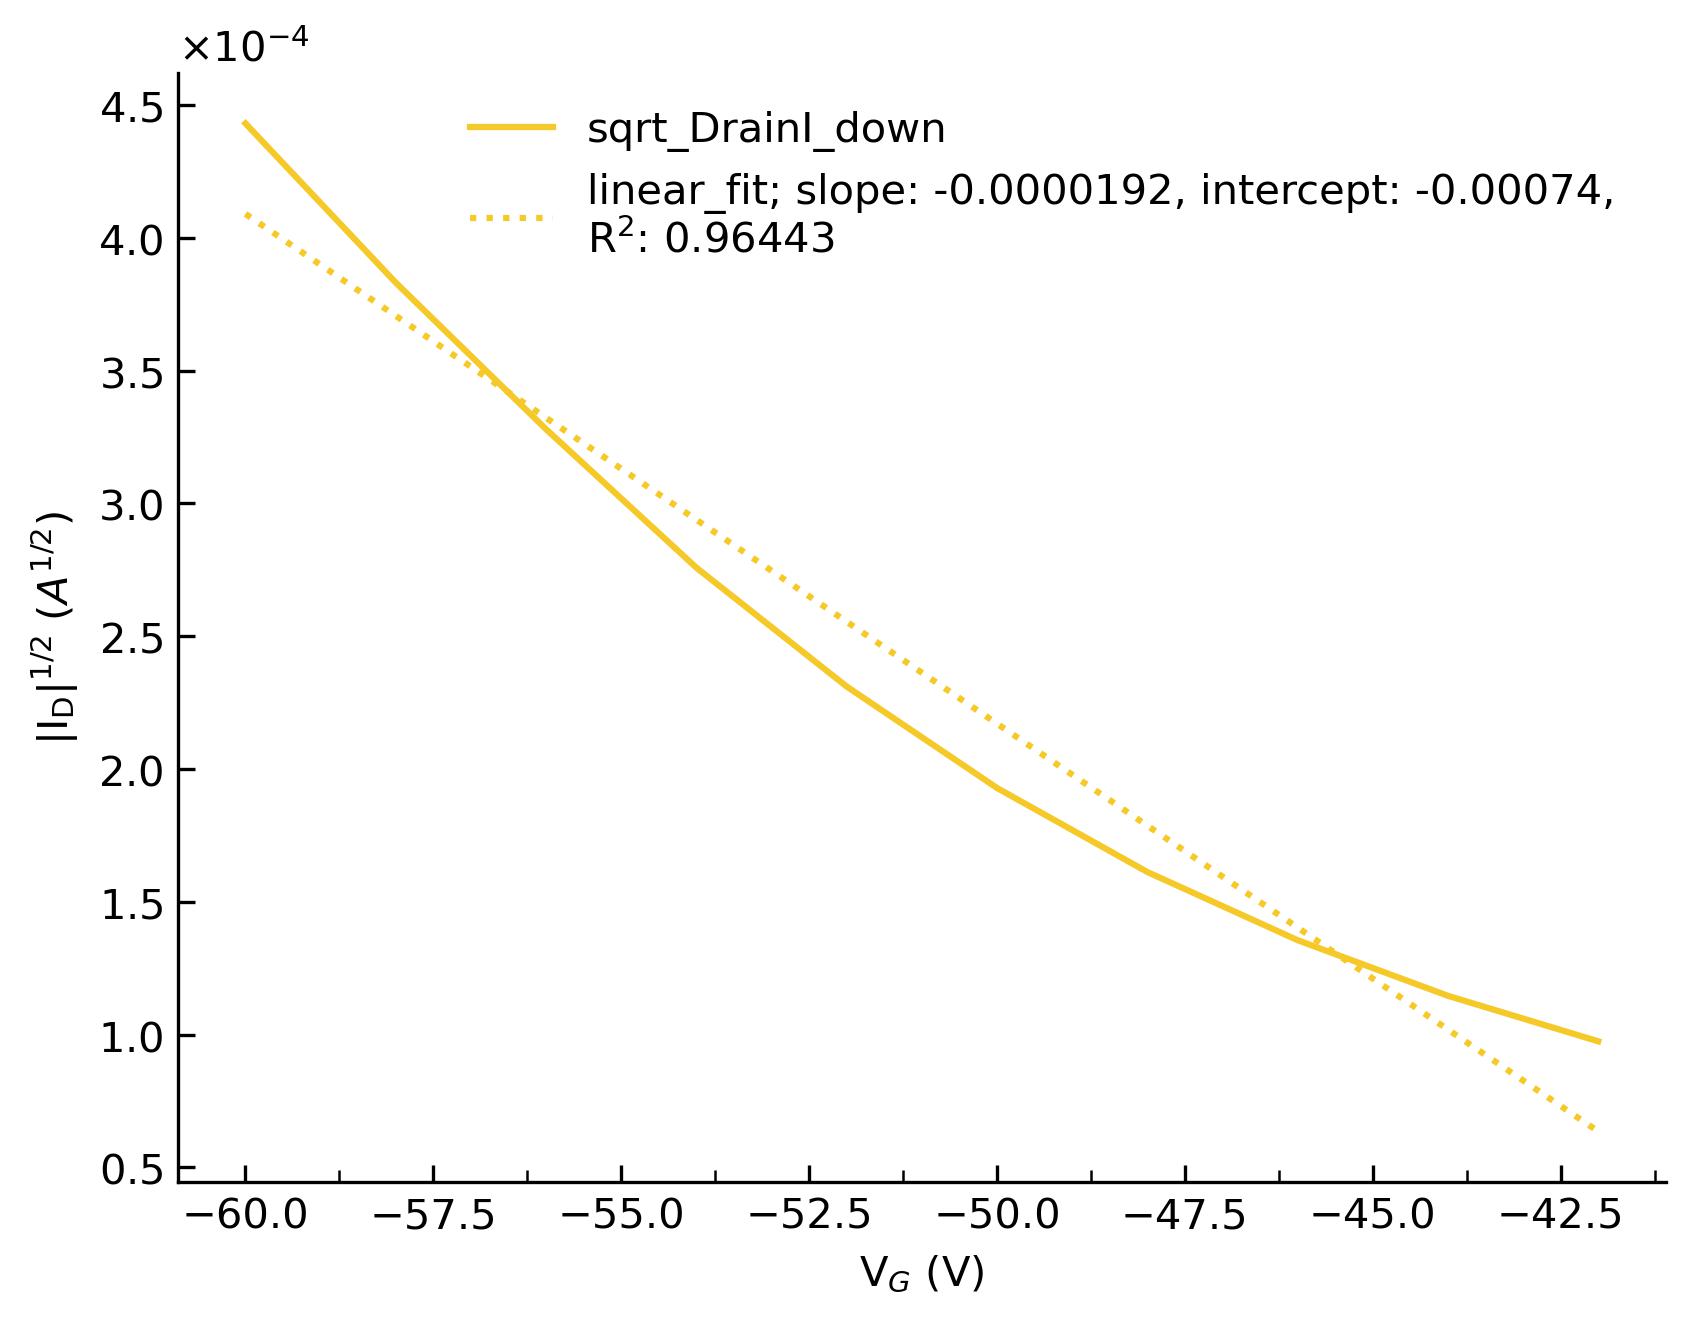 ×10⁻⁴
4.5
4.0
3.5
3.0
2.5
2.0
1.5
1.0
0.5
|I_D|^{1/2} (A^{1/2})
sqrt_DrainI_down
linear_fit; slope: -0.0000192, intercept: -0.00074,
R²: 0.96443
−60.0 −57.5 −55.0 −52.5 −50.0 −47.5 −45.0 −42.5
V_G (V)